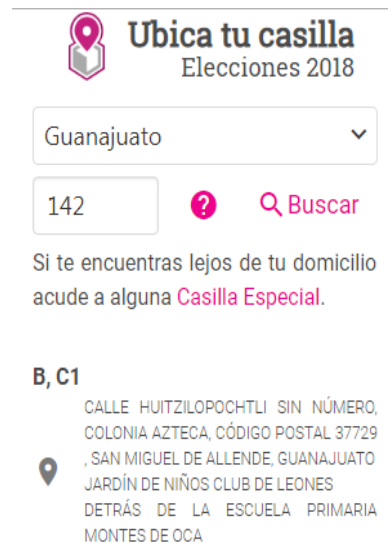 Ubica tu casilla
Elecciones 2018
Guanajuato
142
? Buscar
Si te encuentras lejos de tu domicilio
acude a alguna Casilla Especial.
B, C1
CALLE HUITZILOPOCHTLI SIN NÚMERO,
COLONIA AZTECA, CÓDIGO POSTAL 37729
, SAN MIGUEL DE ALLENDE, GUANAJUATO
JARDÍN DE NIÑOS CLUB DE LEONES
DETRÁS DE LA ESCUELA PRIMARIA
MONTES DE OCA